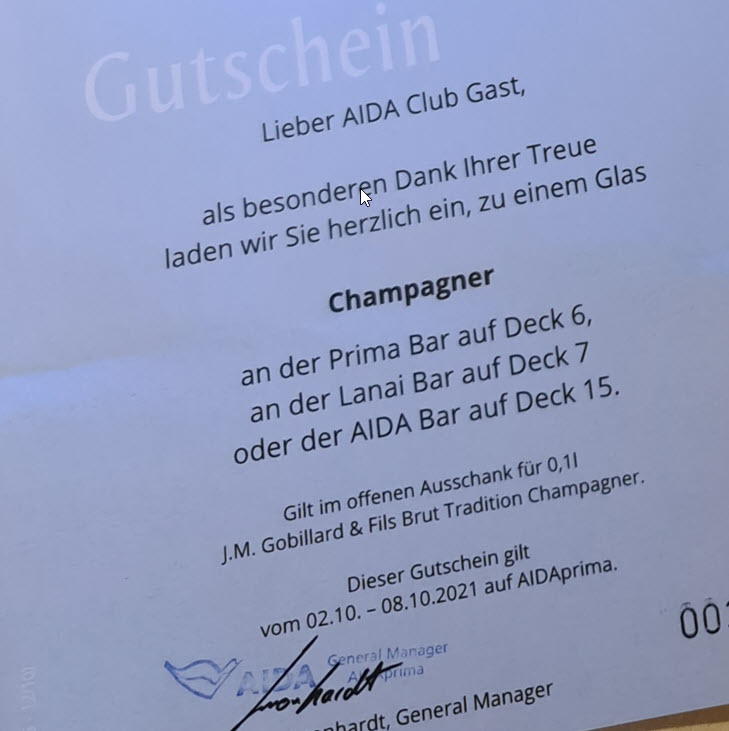 Gutschein
Lieber AIDA Club Gast,
als besonderen Dank Ihrer Treue
laden wir Sie herzlich ein, zu einem Glas
Champagner
an der Prima Bar auf Deck 6,
an der Lanai Bar auf Deck 7
oder der AIDA Bar auf Deck 15.
Gilt im offenen Ausschank für 0,1l
J.M. Gobillard & Fils Brut Tradition Champagner.
Dieser Gutschein gilt
vom 02.10. – 08.10.2021 auf AIDAprima.
00
AIDA General Manager
prima
General Manager